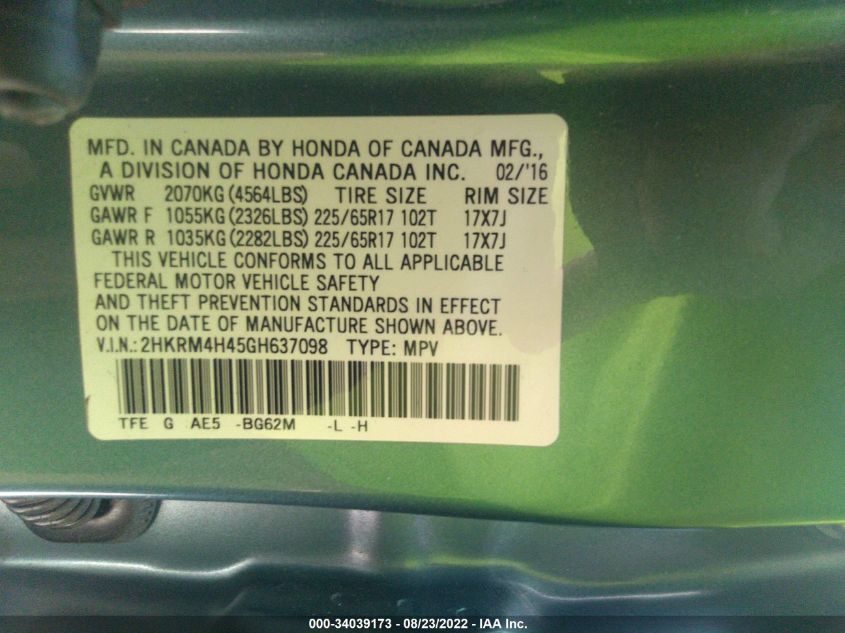 MFD. IN CANADA BY HONDA OF CANADA MFG.,
A DIVISION OF HONDA CANADA INC. 02/'16
GVWR 2070KG (4564LBS) TIRE SIZE RIM SIZE
GAWR F 1055KG (2326LBS) 225/65R17 102T 17X7J
GAWR R 1035KG (2282LBS) 225/65R17 102T 17X7J
THIS VEHICLE CONFORMS TO ALL APPLICABLE
FEDERAL MOTOR VEHICLE SAFETY
AND THEFT PREVENTION STANDARDS IN EFFECT
ON THE DATE OF MANUFACTURE SHOWN ABOVE.
V.I.N.: 2HKRM4H45GH637098 TYPE: MPV
TFE G AE5 -BG62M -L -H
000-34039173 - 08/23/2022 - IAA Inc.